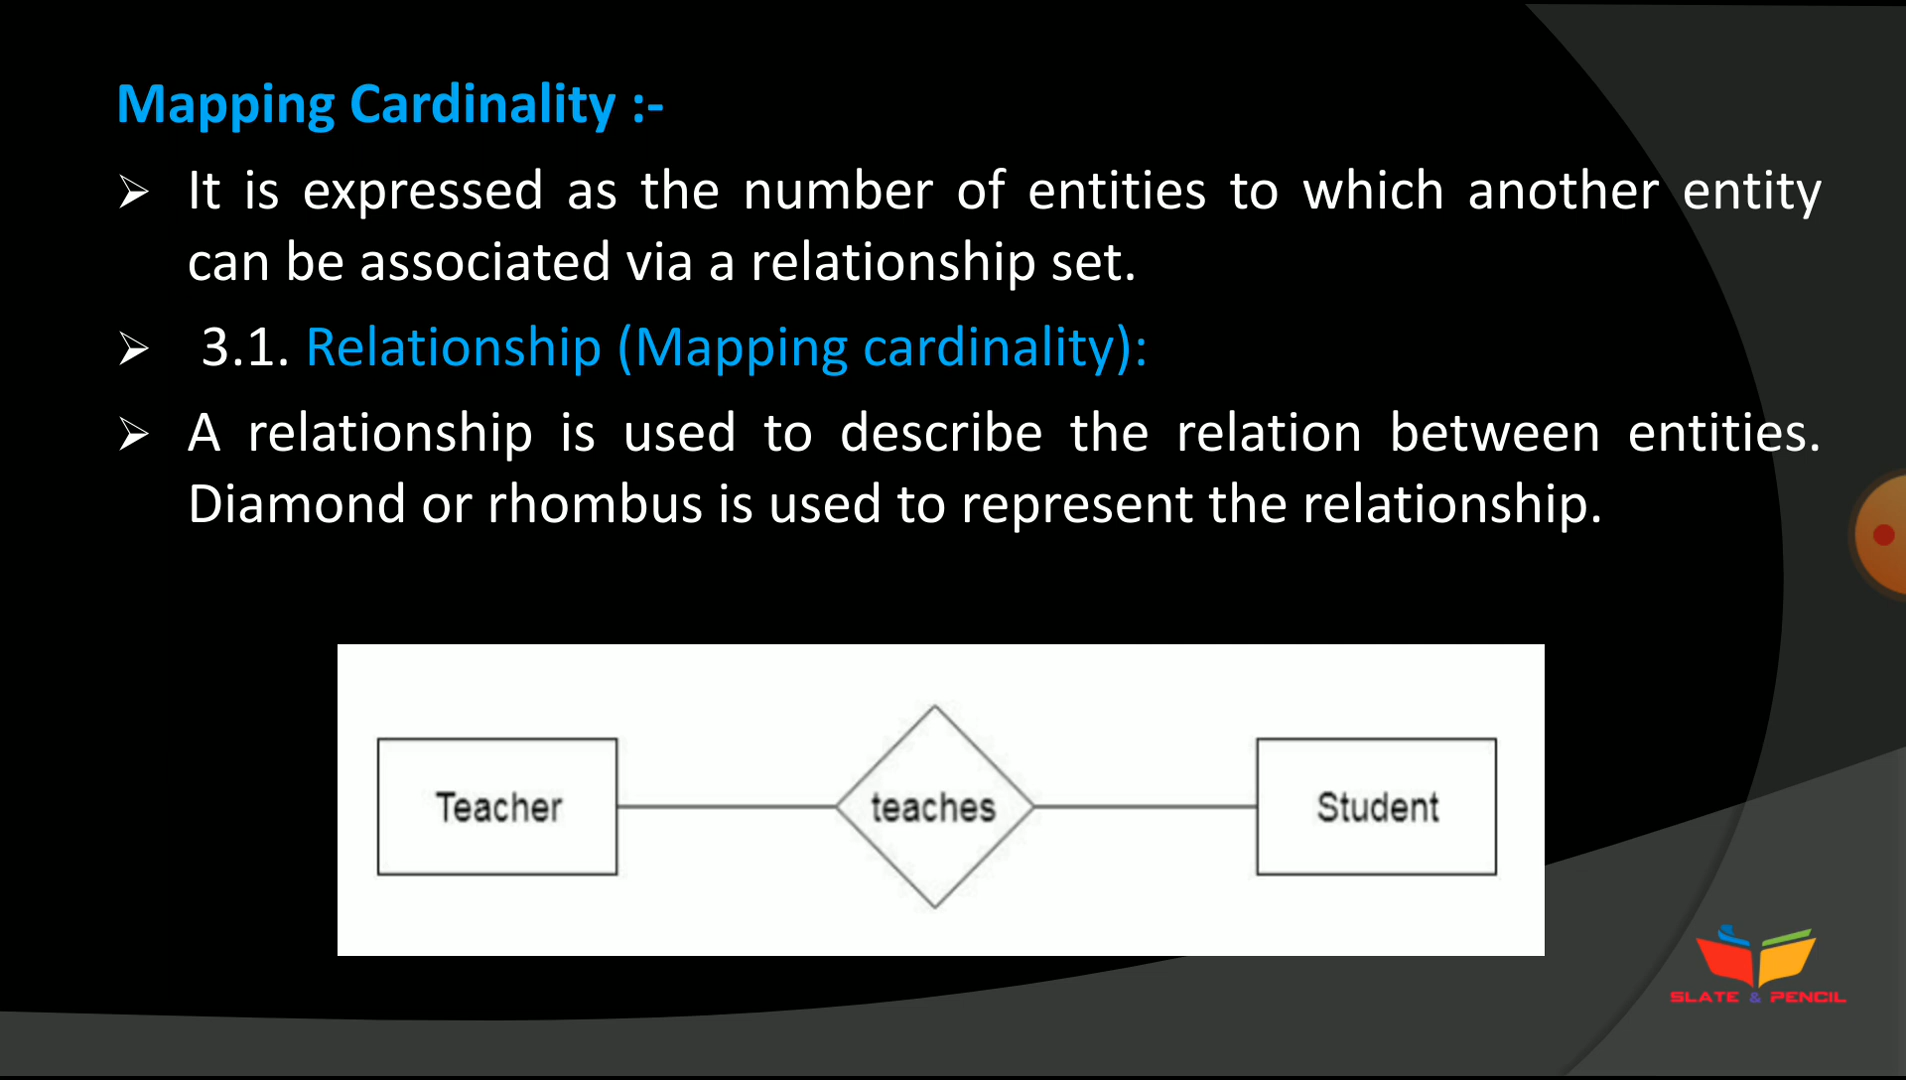 Mapping Cardinality :-
➢ It is expressed as the number of entities to which another entity
can be associated via a relationship set.
➢ 3.1. Relationship (Mapping cardinality):
➢ A relationship is used to describe the relation between entities.
Diamond or rhombus is used to represent the relationship.
Teacher teaches Student
SLATE & PENCIL